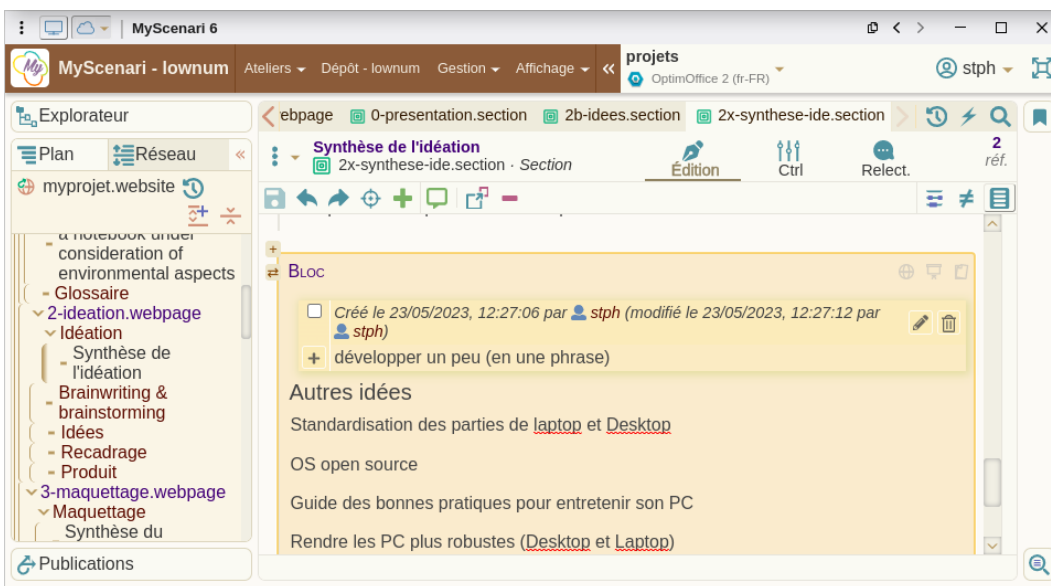 MyScenari 6
My MyScenari - lownum Ateliers Dépôt - lownum Gestion Affichage « projets
OptimOffice 2 (fr-FR)
stph
Explorateur
Plan Réseau «
myprojet.website
a notebook under
consideration of
environmental aspects
- Glossaire
2-ideation.webpage
Idéation
Synthèse de
l'idéation
Brainwriting &
brainstorming
- Idées
- Recadrage
- Produit
3-maquettage.webpage
Maquettage
Synthèse du
Publications
ebpage 0-presentation.section 2b-idees.section 2x-synthese-ide.section
Synthèse de l'idéation
2x-synthese-ide.section · Section
Édition Ctrl Relect.
2
réf.
BLOC
Créé le 23/05/2023, 12:27:06 par stph (modifié le 23/05/2023, 12:27:12 par
stph)
+ développer un peu (en une phrase)
Autres idées
Standardisation des parties de laptop et Desktop
OS open source
Guide des bonnes pratiques pour entretenir son PC
Rendre les PC plus robustes (Desktop et Laptop)